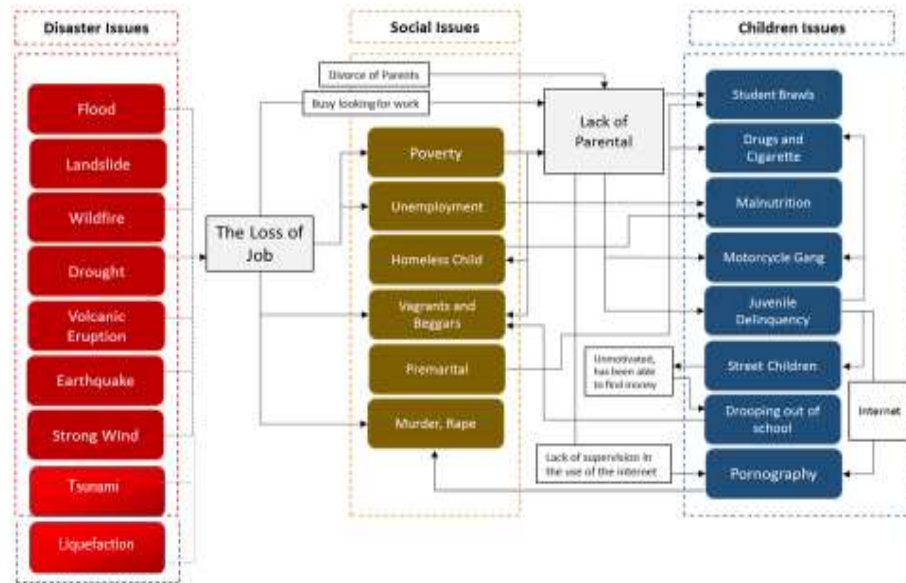 Disaster Issues
Social Issues
Children Issues
Flood
Landslide
Wildfire
Drought
Volcanic
Eruption
Earthquake
Strong Wind
Tsunami
Liquefaction
The Loss of
Job
Divorce of Parents
Busy looking for work
Poverty
Unemployment
Homeless Child
Vagrants and
Beggars
Premarital
Murder, Rape
Lack of
Parental
Unmotivated,
has been able
to find money
Lack of supervision in
the use of the internet
Student Brewls
Drugs and
Cigarette
Malnutrition
Motorcycle Gang
Juvenile
Delinquency
Street Children
Drooping out of
school
Pornography
Internet